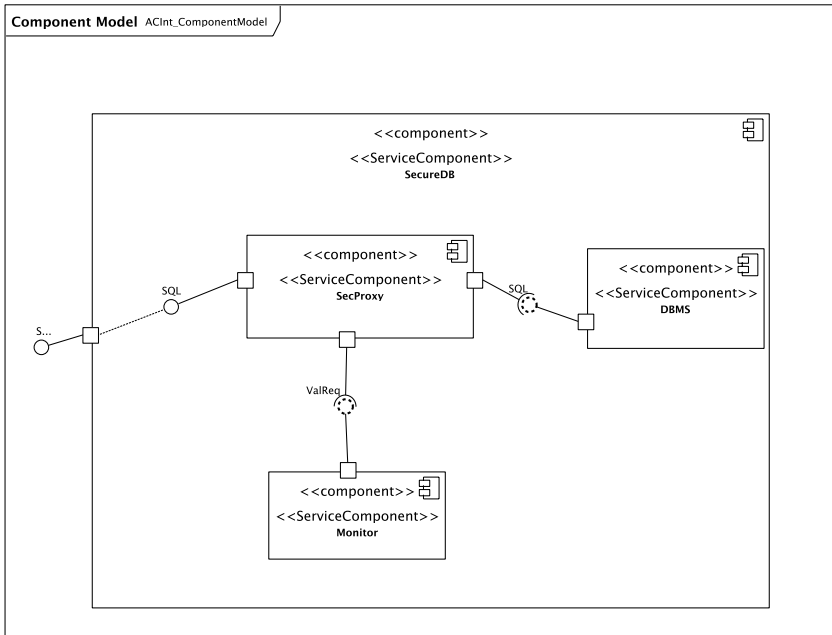 Component Model ACInt_ComponentModel
<<component>>
<<ServiceComponent>>
SecureDB
<<component>>
<<ServiceComponent>>
SecProxy
<<component>>
<<ServiceComponent>>
DBMS
SQL
SQL
S...
ValReq
<<component>>
<<ServiceComponent>>
Monitor